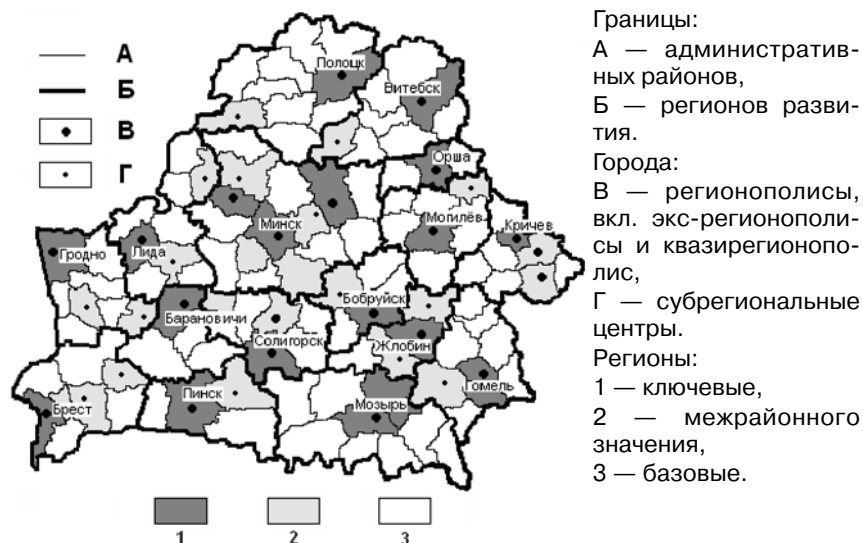 А
Б
В
Г
Полоцк
Витебск
Орша
Минск
Могилёв
Кричев
Гродно
Лида
Барановичи
Бобруйск
Солигорск
Жлобин
Гомель
Пинск
Мозырь
Брест
1
2
3
Границы:
А — административ-
ных районов,
Б — регионов разви-
тия.
Города:
В — регионополисы,
вкл. экс-регионополи-
сы и квазирегионопо-
лис,
Г — субрегиональные
центры.
Регионы:
1 — ключевые,
2 — межрайонного
значения,
3 — базовые.